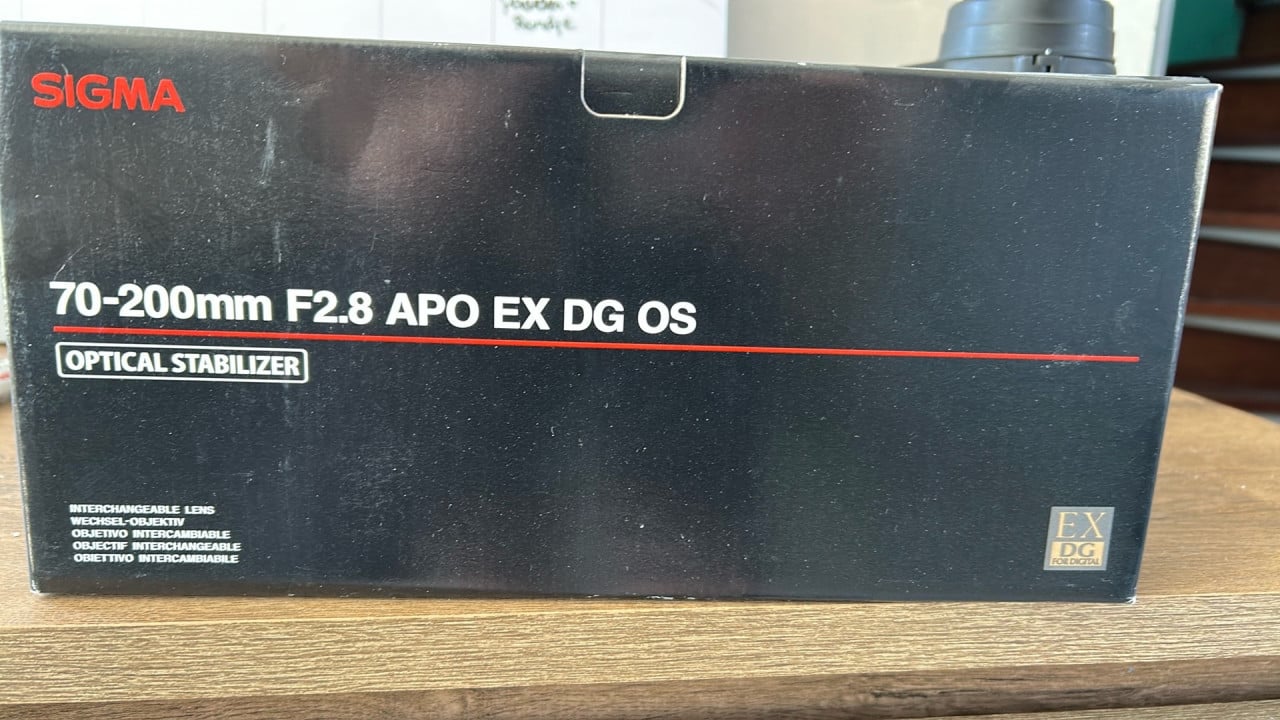 SIGMA
70-200mm F2.8 APO EX DG OS
OPTICAL STABILIZER
INTERCHANGEABLE LENS
WECHSEL-OBJEKTIV
OBJETIVO INTERCAMBIABLE
OBJECTIF INTERCHANGEABLE
OBIETTIVO INTERCAMBIABILE
EX
DG
FOR DIGITAL